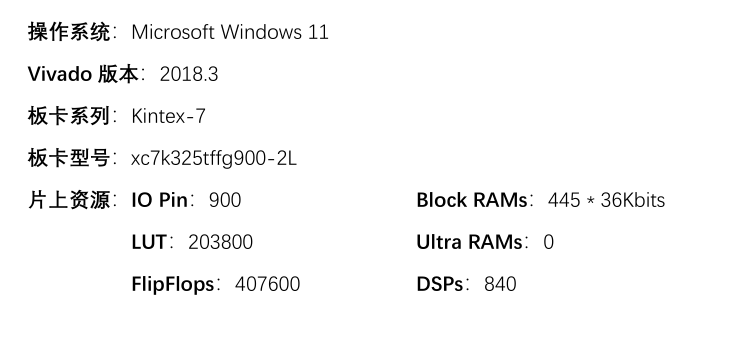 操作系统：Microsoft Windows 11
Vivado 版本：2018.3
板卡系列：Kintex-7
板卡型号：xc7k325tffg900-2L
片上资源：IO Pin：900 Block RAMs：445 * 36Kbits
LUT：203800 Ultra RAMs：0
FlipFlops：407600 DSPs：840